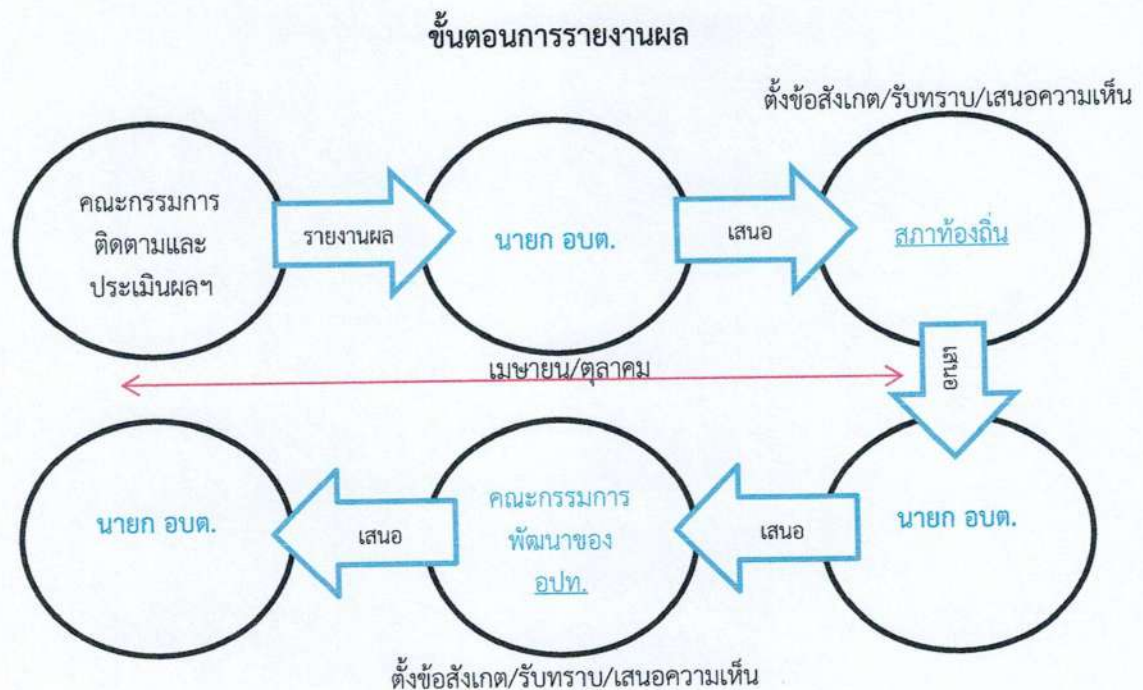 ขั้นตอนการรายงานผล
ตั้งข้อสังเกต/รับทราบ/เสนอความเห็น
คณะกรรมการ
ติดตามและ
ประเมินผลฯ
รายงานผล
นายก อบต.
เสนอ
สภาท้องถิ่น
เสนอ
เมษายน/ตุลาคม
นายก อบต.
เสนอ
คณะกรรมการ
พัฒนาของ
อปท.
เสนอ
นายก อบต.
ตั้งข้อสังเกต/รับทราบ/เสนอความเห็น